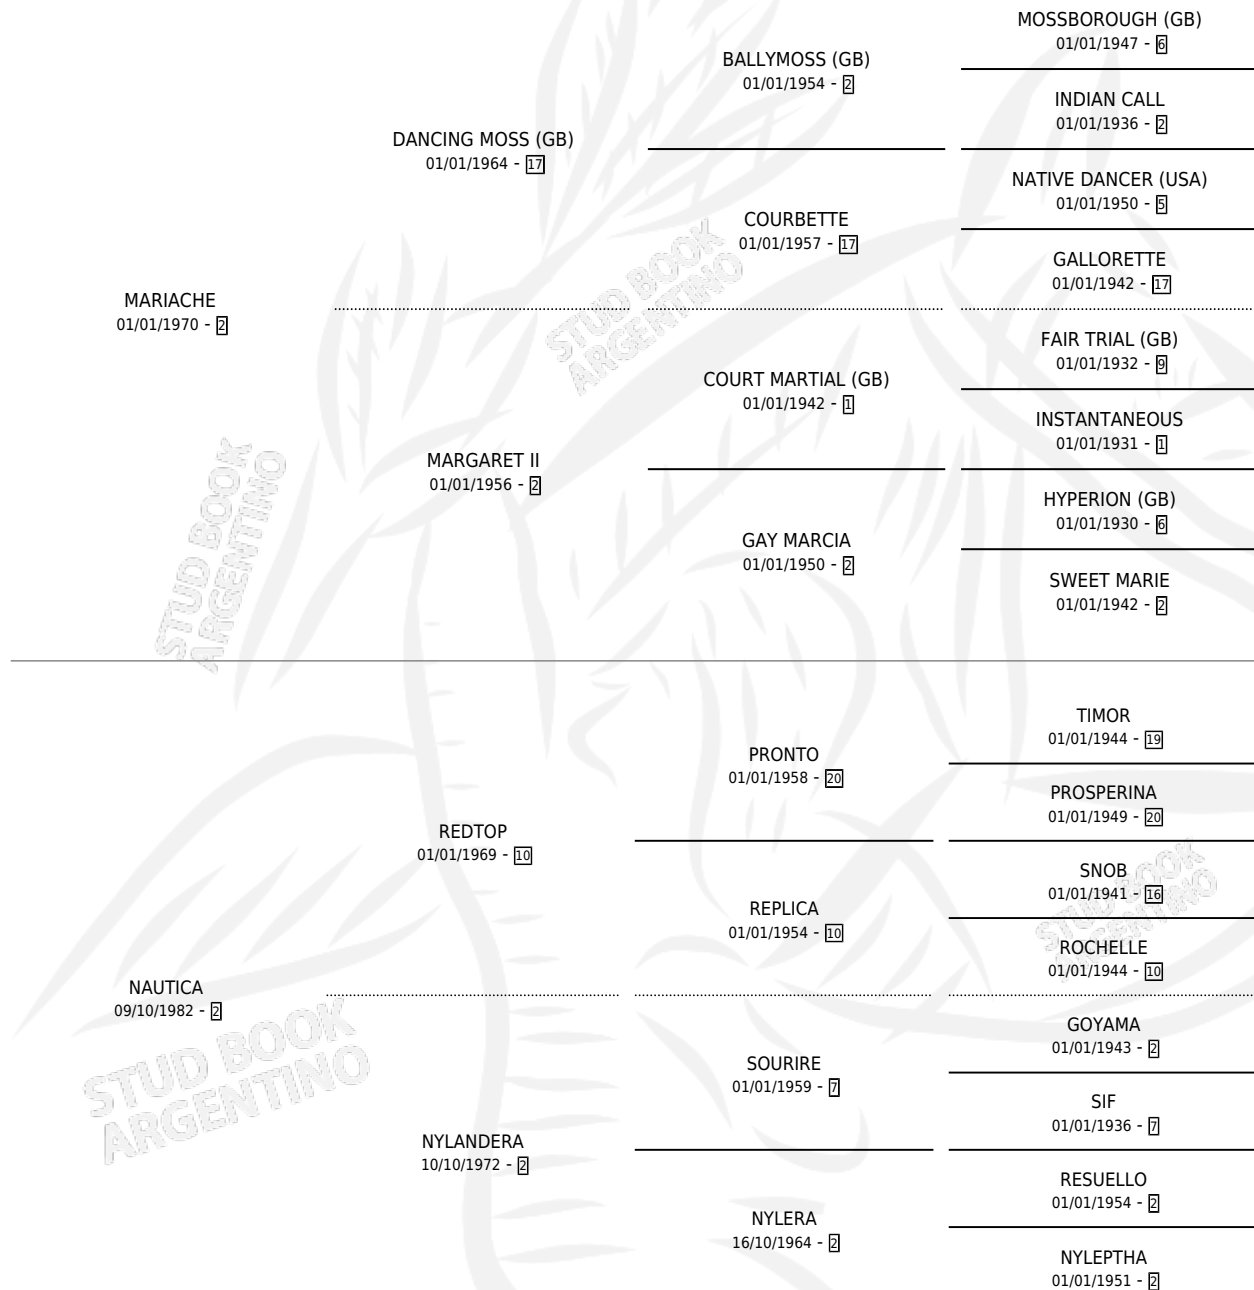 MOSSBOROUGH (GB)
01/01/1947 - 6
BALLYMOSS (GB)
01/01/1954 - 2
INDIAN CALL
01/01/1936 - 2
DANCING MOSS (GB)
01/01/1964 - 17
NATIVE DANCER (USA)
01/01/1950 - 5
COURBETTE
01/01/1957 - 17
GALLORETTE
01/01/1942 - 17
MARIACHE
01/01/1970 - 2
FAIR TRIAL (GB)
01/01/1932 - 9
COURT MARTIAL (GB)
01/01/1942 - 1
INSTANTANEOUS
01/01/1931 - 1
MARGARET II
01/01/1956 - 2
HYPERION (GB)
01/01/1930 - 6
GAY MARCIA
01/01/1950 - 2
SWEET MARIE
01/01/1942 - 2
TIMOR
01/01/1944 - 19
PRONTO
01/01/1958 - 20
PROSPERINA
01/01/1949 - 20
REDTOP
01/01/1969 - 10
SNOB
01/01/1941 - 16
REPLICA
01/01/1954 - 10
ROCHELLE
01/01/1944 - 10
NAUTICA
09/10/1982 - 2
GOYAMA
01/01/1943 - 2
SOURIRE
01/01/1959 - 7
SIF
01/01/1936 - 7
NYLANDERA
10/10/1972 - 2
RESUELLO
01/01/1954 - 2
NYLERA
16/10/1964 - 2
NYLEPTHA
01/01/1951 - 2
STUD BOOK
ARGENTINO
STUD BOOK
ARGENTINO
STUD BOOK
ARGENTINO
STUD BOOK
ARGENTINO